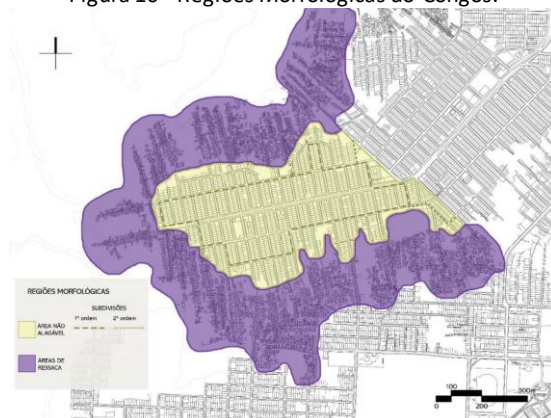 Figura 10 - Regiões Morfológicas do Congós.
REGIÕES MORFOLÓGICAS
SUBDIVISÕES
1ª ordem 2ª ordem
ÁREA NÃO
ALAGÁVEL
ÁREAS DE
RESSACA
100 300m
0 200